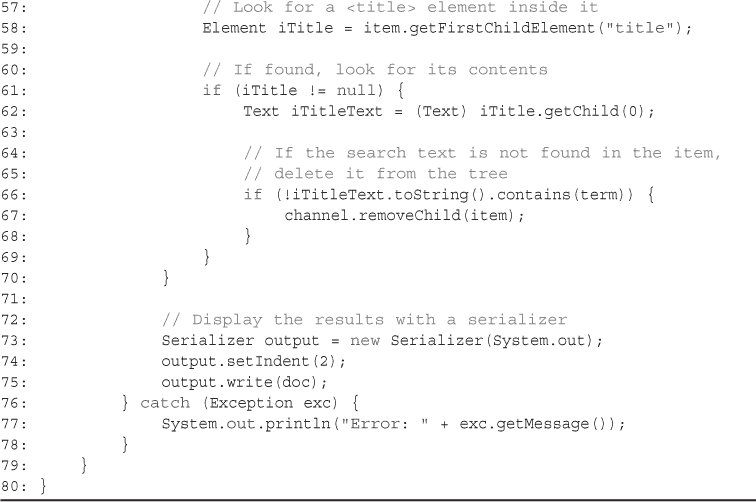 57:                 // Look for a <title> element inside it
58:                 Element iTitle = item.getFirstChildElement("title");
59:
60:                 // If found, look for its contents
61:                 if (iTitle != null) {
62:                     Text iTitleText = (Text) iTitle.getChild(0);
63:
64:                     // If the search text is not found in the item,
65:                     // delete it from the tree
66:                     if (!iTitleText.toString().contains(term)) {
67:                         channel.removeChild(item);
68:                     }
69:                 }
70:             }
71:
72:             // Display the results with a serializer
73:             Serializer output = new Serializer(System.out);
74:             output.setIndent(2);
75:             output.write(doc);
76:         } catch (Exception exc) {
77:             System.out.println("Error: " + exc.getMessage());
78:         }
79:     }
80: }